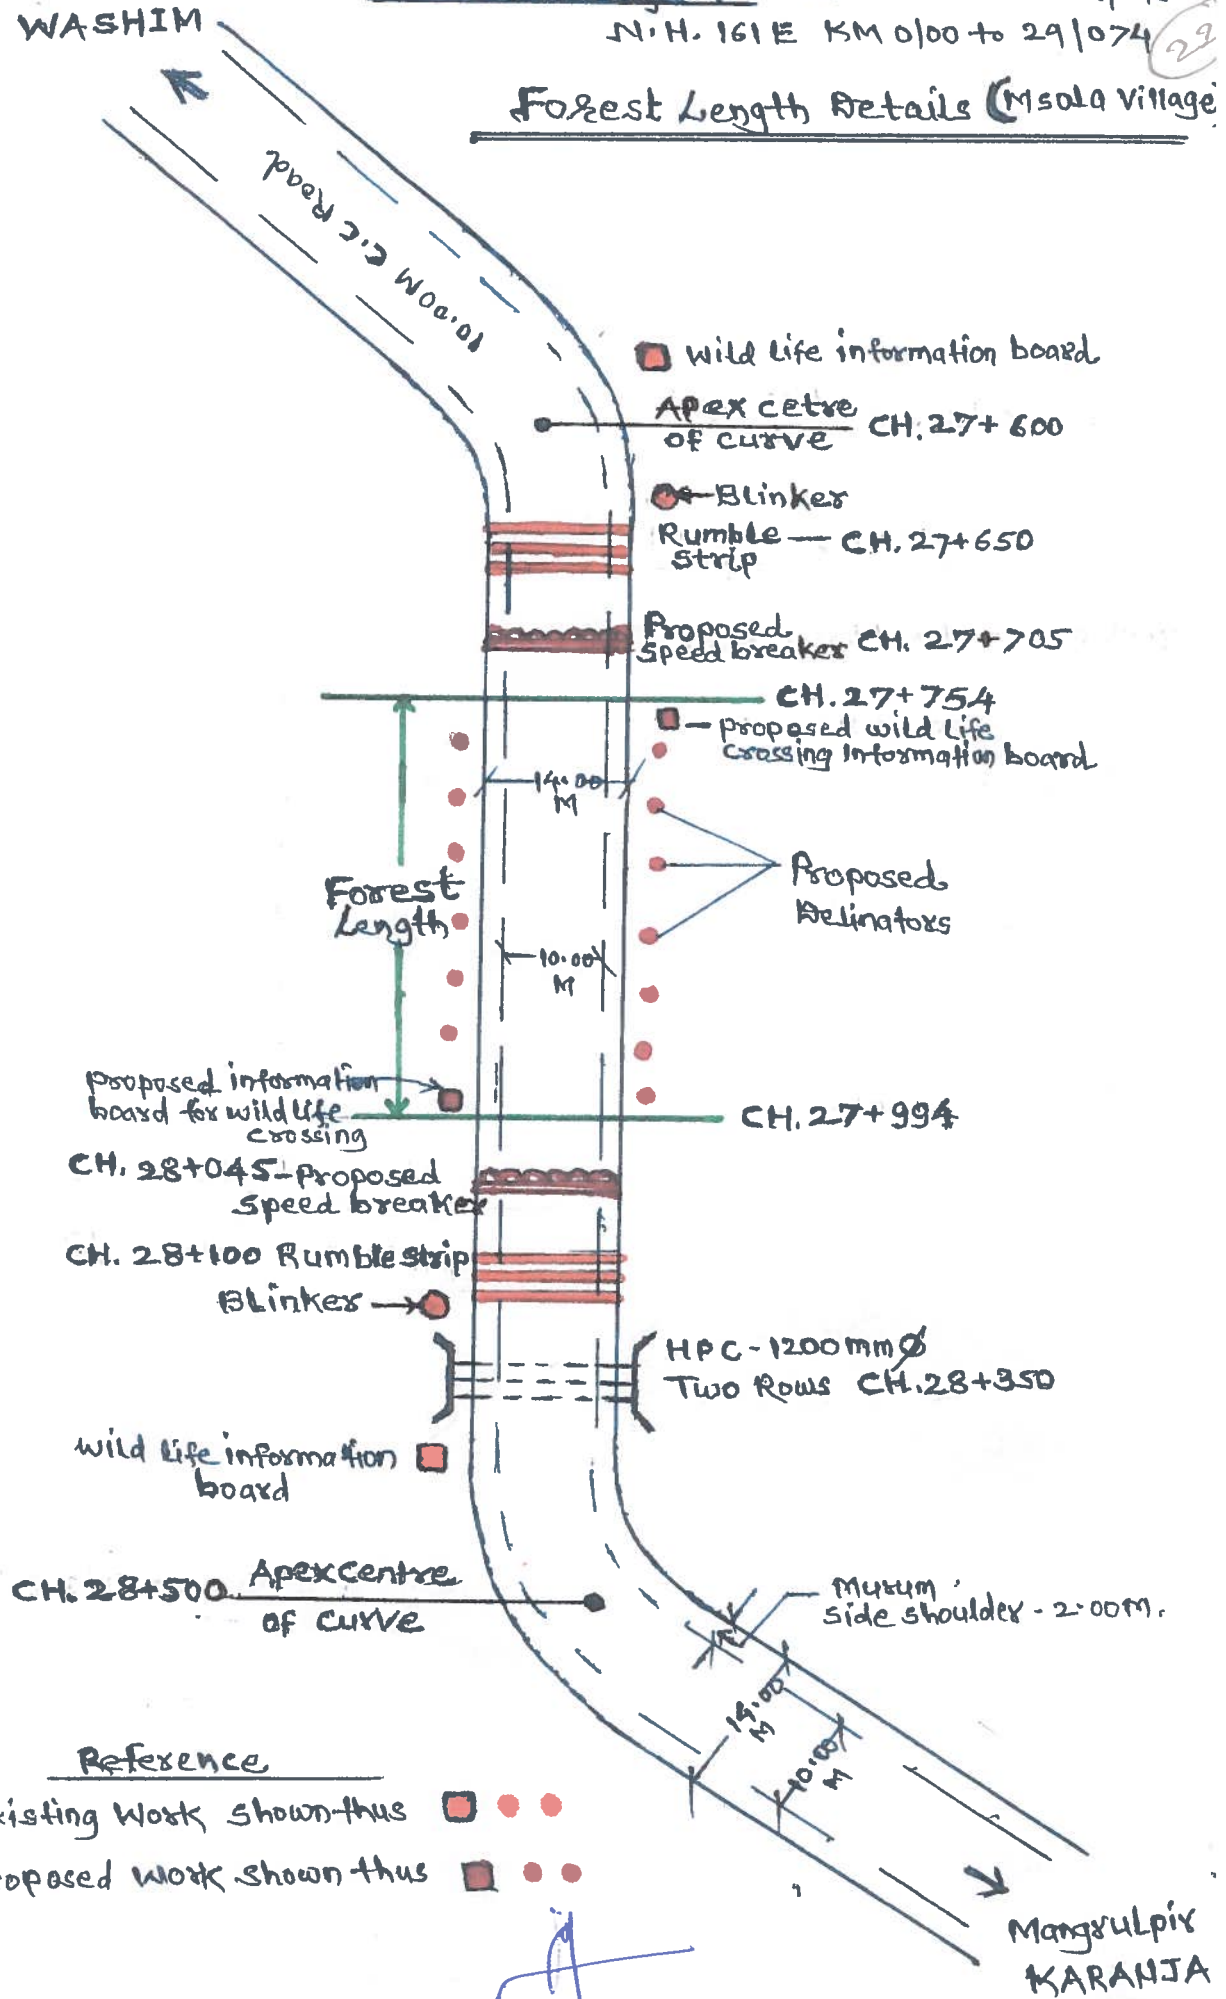 WASHIM
N.H. 161E KM 0/00 to 29/074
29
Forest Length Details (Msola Village)
10.00M C.C Road
Wild life information board
Apex cetre
of curve
CH. 27+600
Blinker
Rumble
Strip
CH. 27+650
Proposed
Speed breaker CH. 27+705
CH. 27+754
proposed wild Life
crossing Information board
14.00
M
Proposed
Delinators
Forest
Length
10.00
M
proposed information
board for wild life
crossing
CH. 27+994
CH. 28+045-Proposed
Speed breaker
CH. 28+100 Rumble strip
Blinker
HPC-1200mmØ
Two Rows CH.28+350
wild life information
board
CH. 28+500
Apex centre
of curve
Murum
side shoulder - 2.00M.
14.00
M
10.00
M
Reference
isting Work shown thus
oposed work shown thus
Mangrulpir
KARANJA